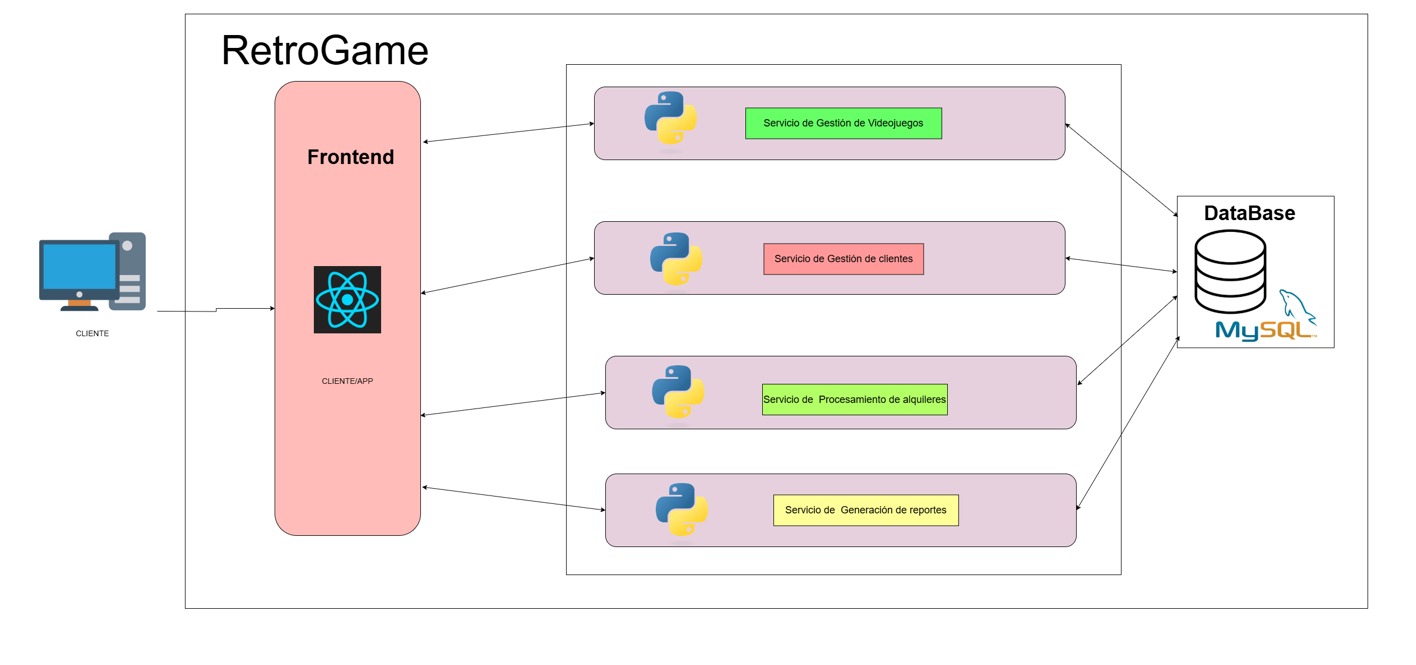 RetroGame
Frontend
CLIENTE/APP
CLIENTE
Servicio de Gestión de Videojuegos
Servicio de Gestión de clientes
Servicio de  Procesamiento de alquileres
Servicio de  Generación de reportes
DataBase
MySQL